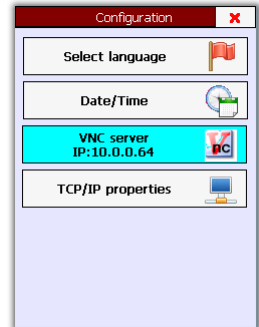 Configuration
Select language
Date/Time
VNC server
IP:10.0.0.64
TCP/IP properties